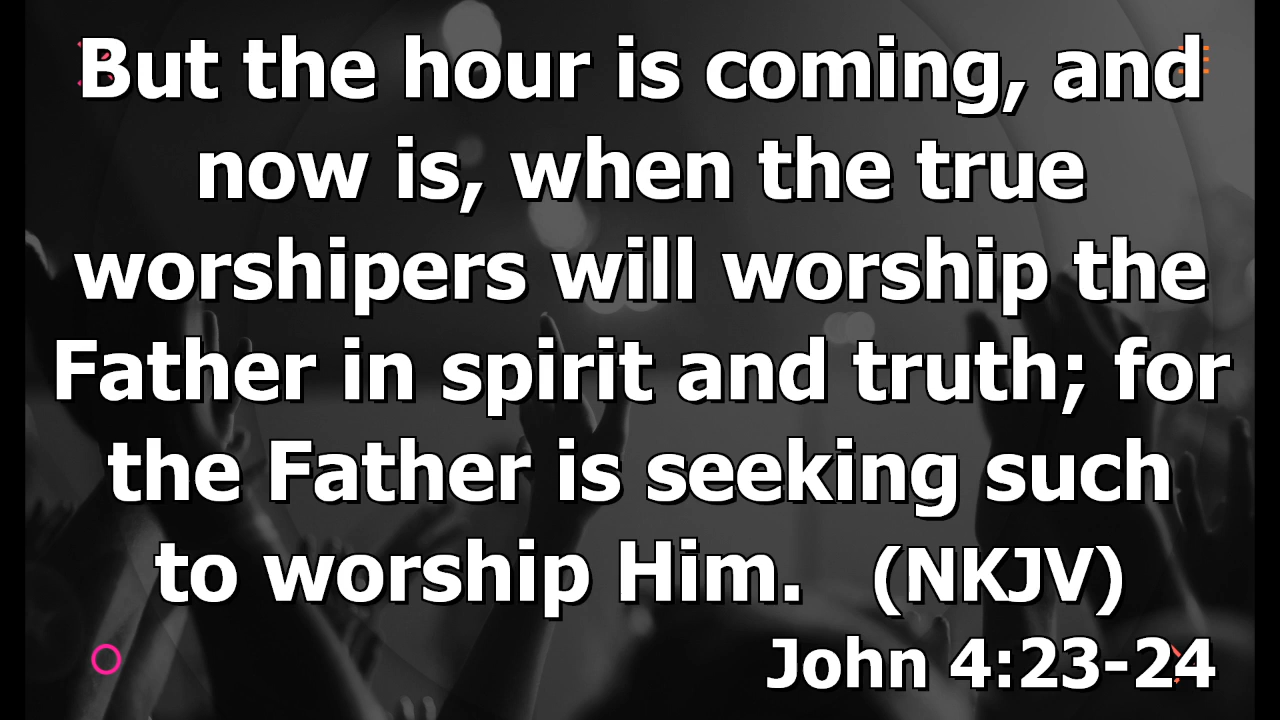 But the hour is coming, and
now is, when the true
worshipers will worship the
Father in spirit and truth; for
the Father is seeking such
to worship Him.   (NKJV)
John 4:23-24